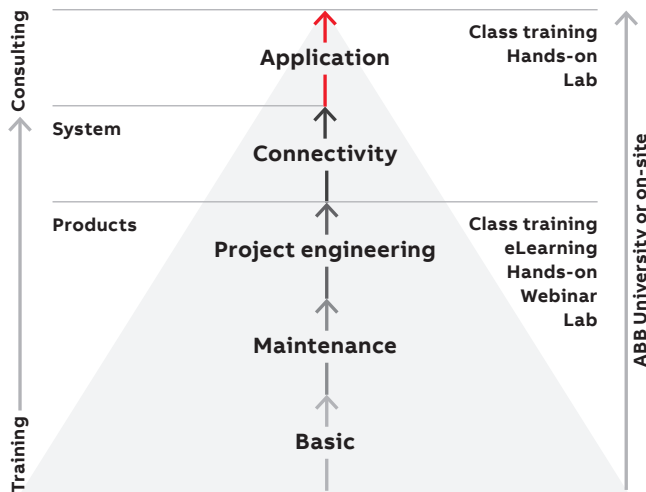 Consulting
Training
Application
System
Connectivity
Products
Project engineering
Maintenance
Basic
Class training
Hands-on
Lab
Class training
eLearning
Hands-on
Webinar
Lab
ABB University or on-site